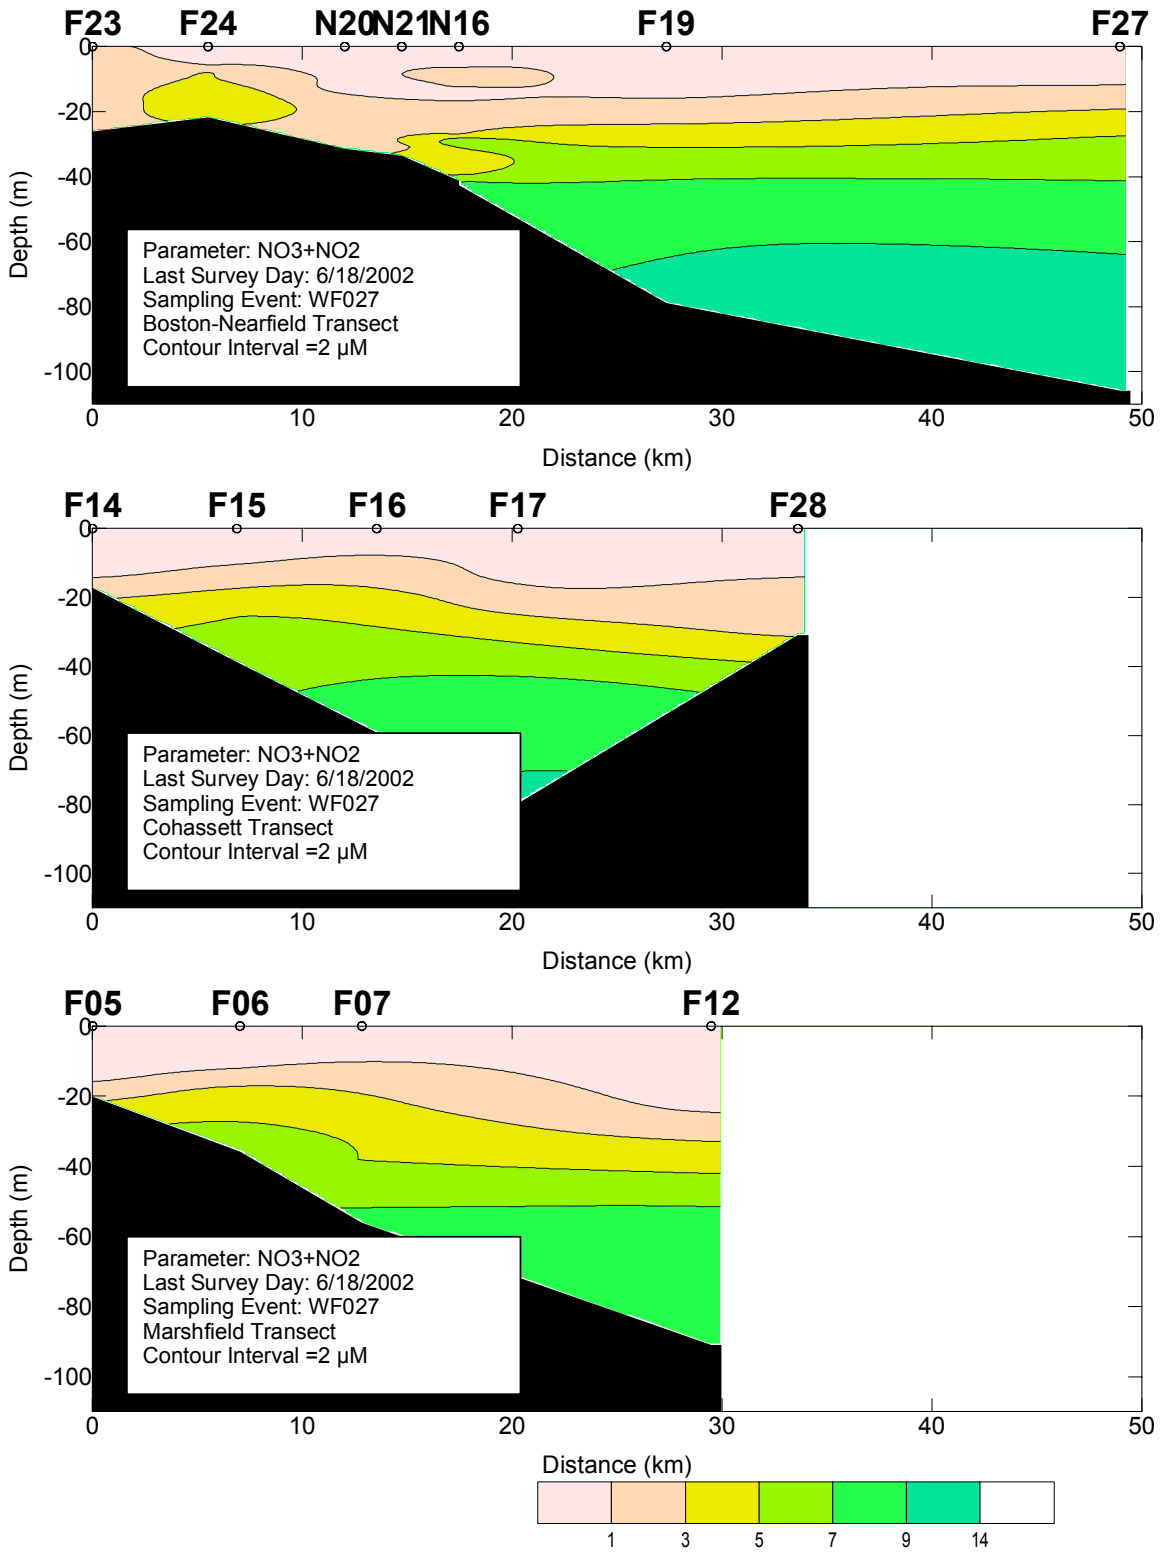 F23 F24 N20 N21 N16 F19 F27
0
-20
-40
-60
-80
-100
Depth (m)
Parameter: NO3+NO2
Last Survey Day: 6/18/2002
Sampling Event: WF027
Boston-Nearfield Transect
Contour Interval =2 µM
0 10 20 30 40 50
Distance (km)
F14 F15 F16 F17 F28
0
-20
-40
-60
-80
-100
Depth (m)
Parameter: NO3+NO2
Last Survey Day: 6/18/2002
Sampling Event: WF027
Cohassett Transect
Contour Interval =2 µM
0 10 20 30 40 50
Distance (km)
F05 F06 F07 F12
0
-20
-40
-60
-80
-100
Depth (m)
Parameter: NO3+NO2
Last Survey Day: 6/18/2002
Sampling Event: WF027
Marshfield Transect
Contour Interval =2 µM
0 10 20 30 40 50
Distance (km)
1 3 5 7 9 14